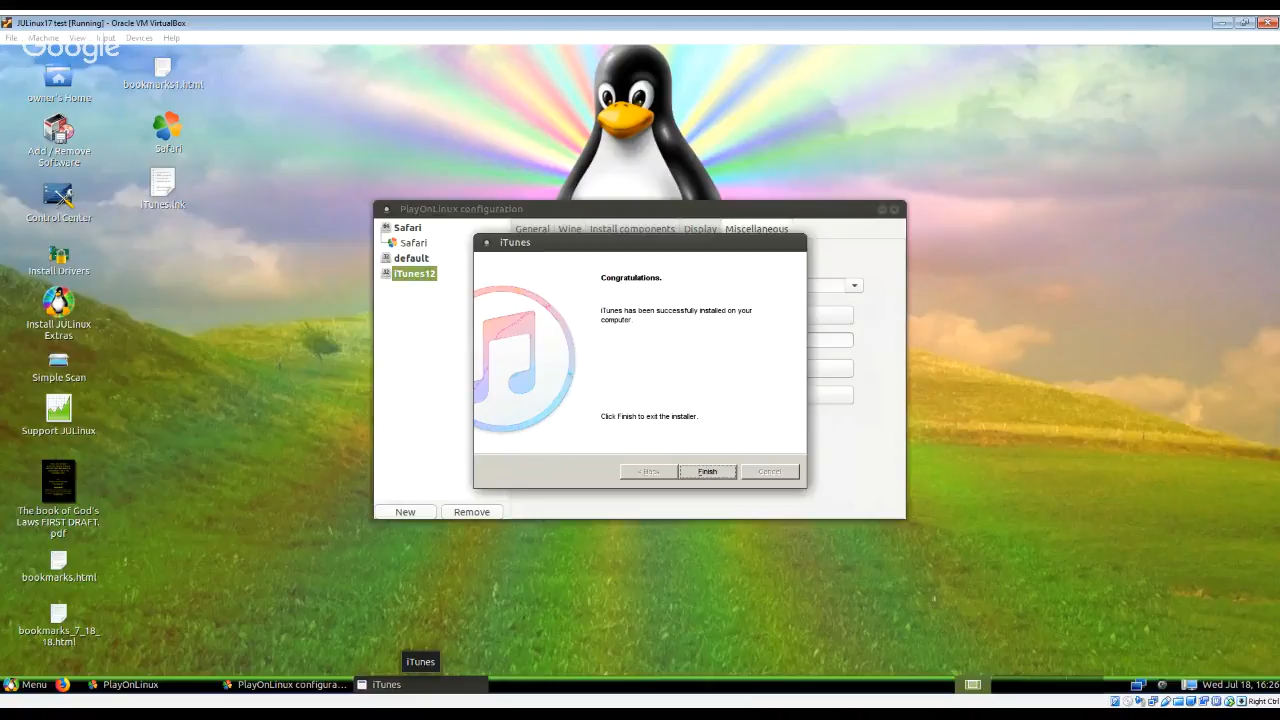 JULinux17 test [Running] - Oracle VM VirtualBox
File Machine View Input Devices Help
Google
owner's Home
bookmarks1.html
Add / Remove
Software
Safari
Control Center
iTunes.lnk
Install Drivers
Install JULinux
Extras
Simple Scan
Support JULinux
The book of God's
Laws FIRST DRAFT.
pdf
bookmarks.html
bookmarks_7_18_
18.html
PlayOnLinux configuration
Safari
Safari
default
iTunes12
General Wine Install components Display Miscellaneous
New Remove
iTunes
Congratulations.
iTunes has been successfully installed on your
computer.
Click Finish to exit the installer.
< Back Finish Cancel
iTunes
Menu PlayOnLinux PlayOnLinux configura... iTunes Wed Jul 18, 16:26
Right Ctrl